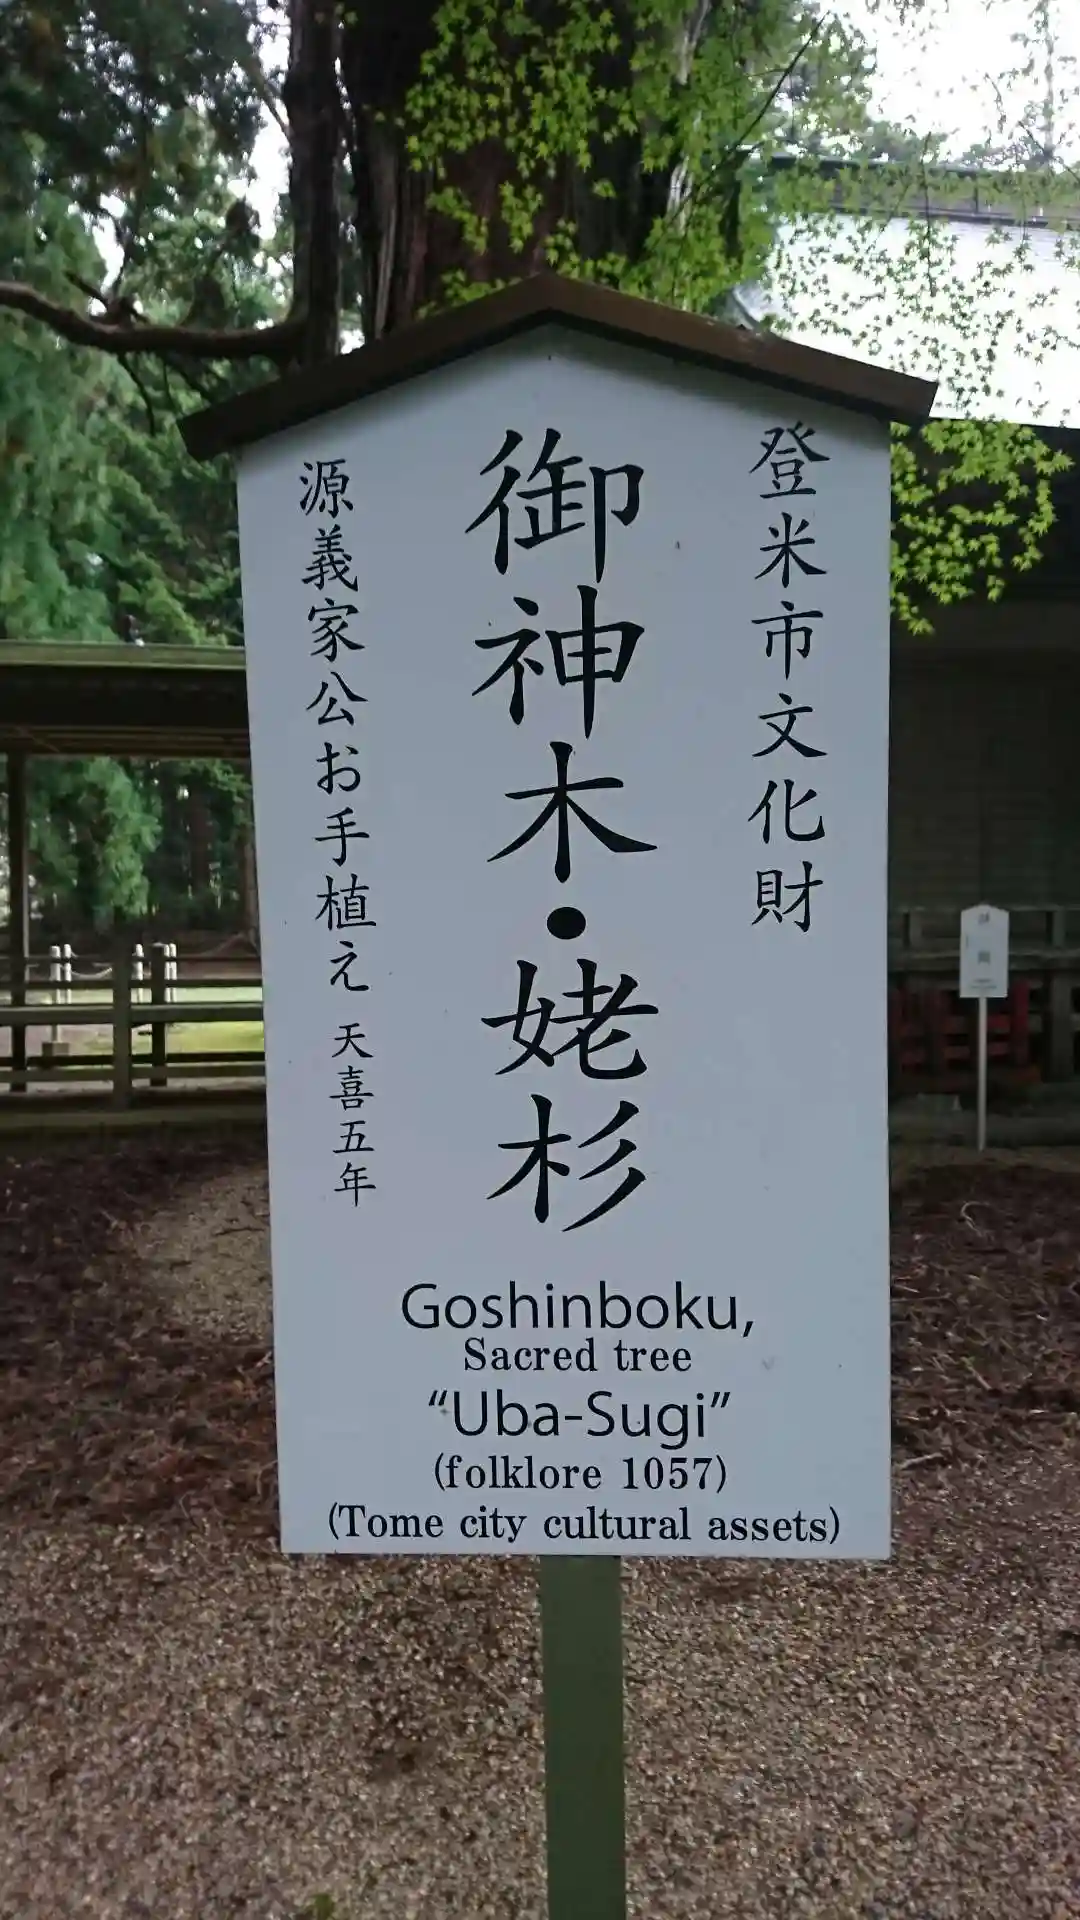 登米市文化財
御神木・姥杉
源義家公お手植え 天喜五年
Goshinboku,
Sacred tree
“Uba-Sugi”
(folklore 1057)
(Tome city cultural assets)